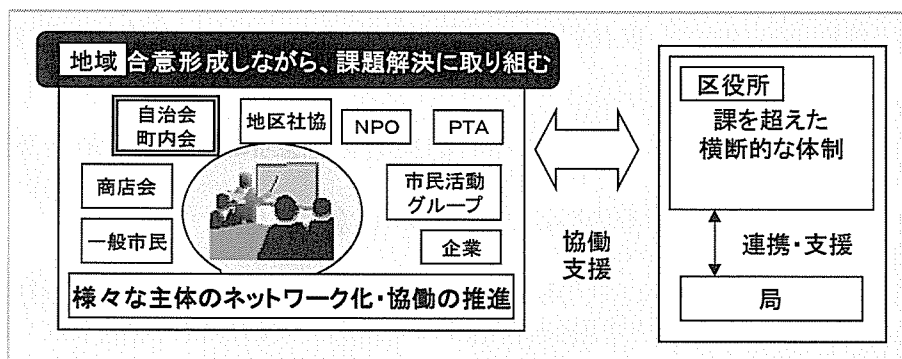 地域 合意形成しながら、課題解決に取り組む
自治会
町内会
地区社協
NPO
PTA
商店会
市民活動
グループ
一般市民
企業
様々な主体のネットワーク化・協働の推進
協働
支援
区役所
課を超えた
横断的な体制
連携・支援
局